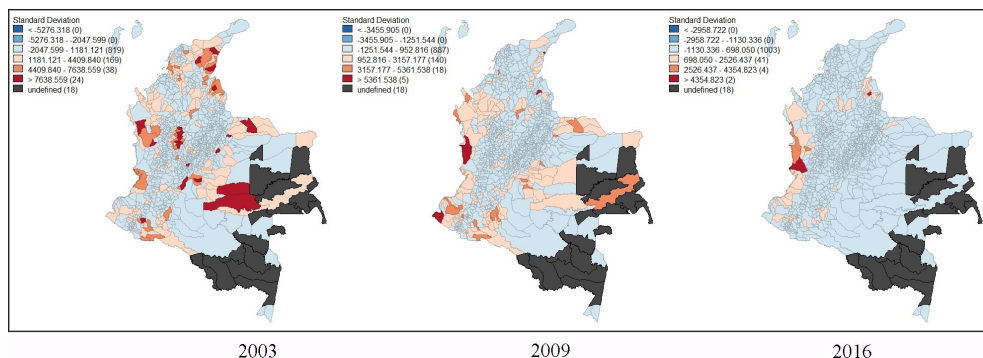 Standard Deviation
< -5276.318 (0)
-5276.318 - -2047.599 (0)
-2047.599 - 1181.121 (819)
1181.121 - 4409.840 (169)
4409.840 - 7638.559 (38)
> 7638.559 (24)
undefined (18)
Standard Deviation
< -3455.905 (0)
-3455.905 - -1251.544 (0)
-1251.544 - 952.816 (887)
952.816 - 3157.177 (140)
3157.177 - 5361.538 (18)
> 5361.538 (5)
undefined (18)
Standard Deviation
< -2958.722 (0)
-2958.722 - -1130.336 (0)
-1130.336 - 698.050 (1003)
698.050 - 2526.437 (41)
2526.437 - 4354.823 (4)
> 4354.823 (2)
undefined (18)
2003
2009
2016